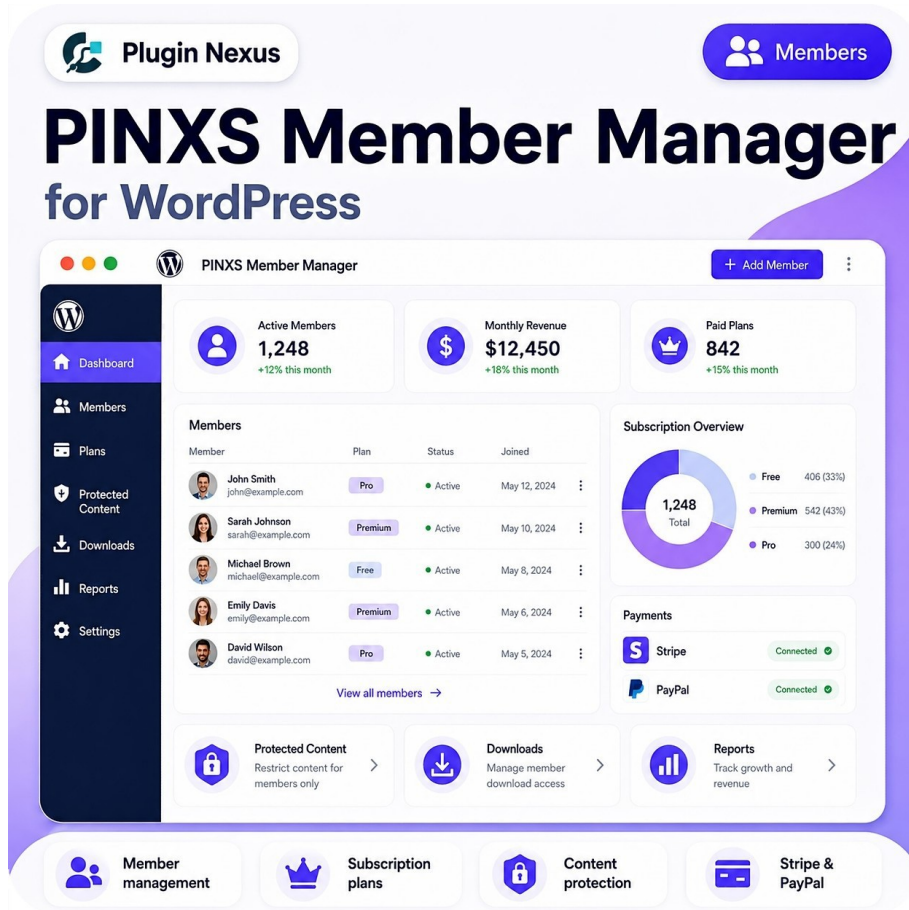 Plugin Nexus
Members
PINXS Member Manager
for WordPress
PINXS Member Manager
+ Add Member
Dashboard
Members
Plans
Protected
Content
Downloads
Reports
Settings
Active Members
1,248
+12% this month
Monthly Revenue
$12,450
+18% this month
Paid Plans
842
+15% this month
Members
Member Plan Status Joined
John Smith
john@example.com
Pro
Active
May 12, 2024
Sarah Johnson
sarah@example.com
Premium
Active
May 10, 2024
Michael Brown
michael@example.com
Free
Active
May 8, 2024
Emily Davis
emily@example.com
Premium
Active
May 6, 2024
David Wilson
david@example.com
Pro
Active
May 5, 2024
View all members →
Subscription Overview
1,248
Total
Free 406 (33%)
Premium 542 (43%)
Pro 300 (24%)
Payments
Stripe Connected
PayPal Connected
Protected Content
Restrict content for
members only
Downloads
Manage member
download access
Reports
Track growth and
revenue
Member
management
Subscription
plans
Content
protection
Stripe &
PayPal